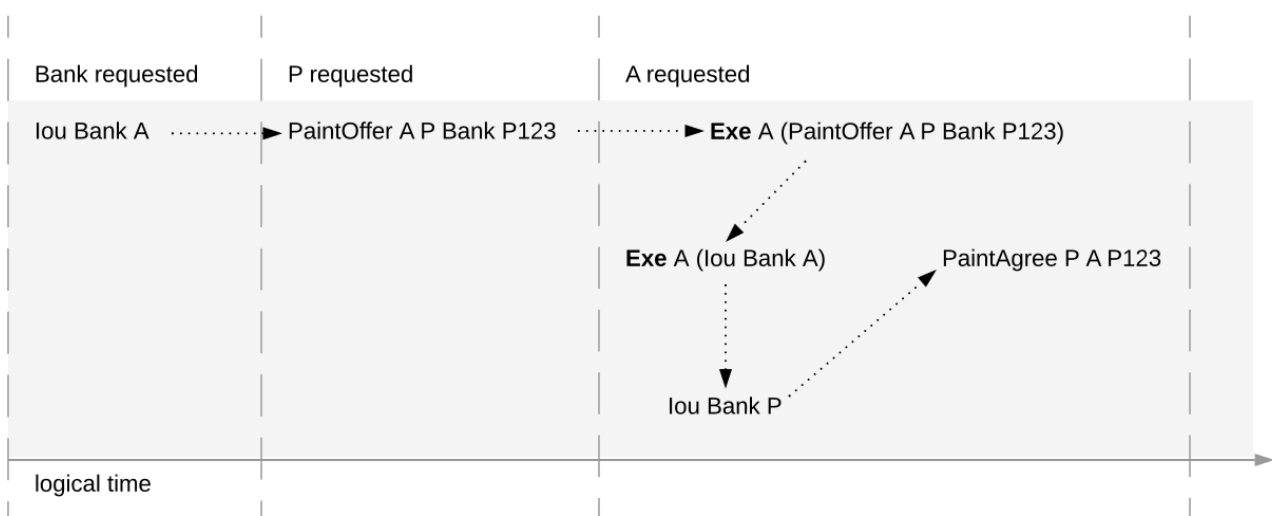 Bank requested
P requested
A requested
Iou Bank A
PaintOffer A P Bank P123
Exe A (PaintOffer A P Bank P123)
Exe A (Iou Bank A)
PaintAgree P A P123
Iou Bank P
logical time